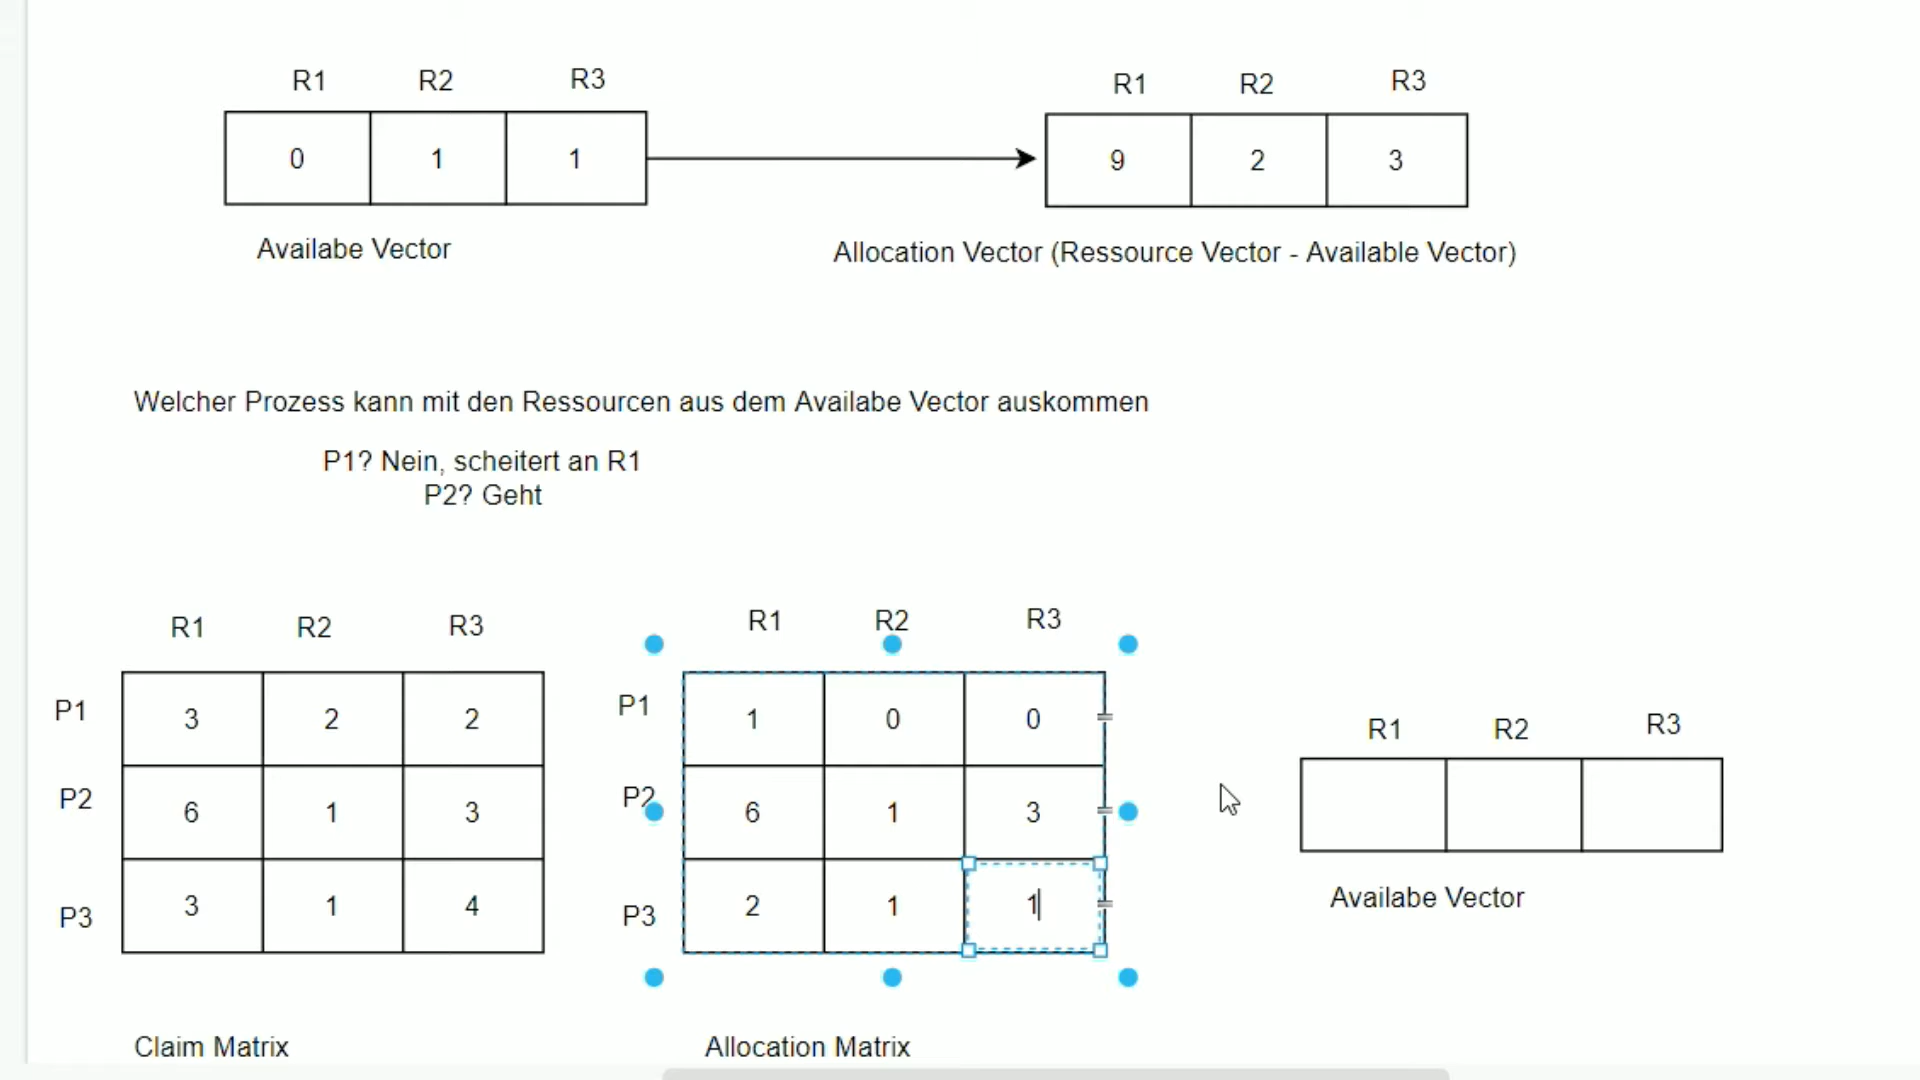 R1 R2 R3
0 1 1
Availabe Vector
R1 R2 R3
9 2 3
Allocation Vector (Ressource Vector - Available Vector)
Welcher Prozess kann mit den Ressourcen aus dem Availabe Vector auskommen
P1? Nein, scheitert an R1
P2? Geht
R1 R2 R3
P1 3 2 2
P2 6 1 3
P3 3 1 4
Claim Matrix
R1 R2 R3
P1 1 0 0
P2 6 1 3
P3 2 1 1
Allocation Matrix
R1 R2 R3
Availabe Vector